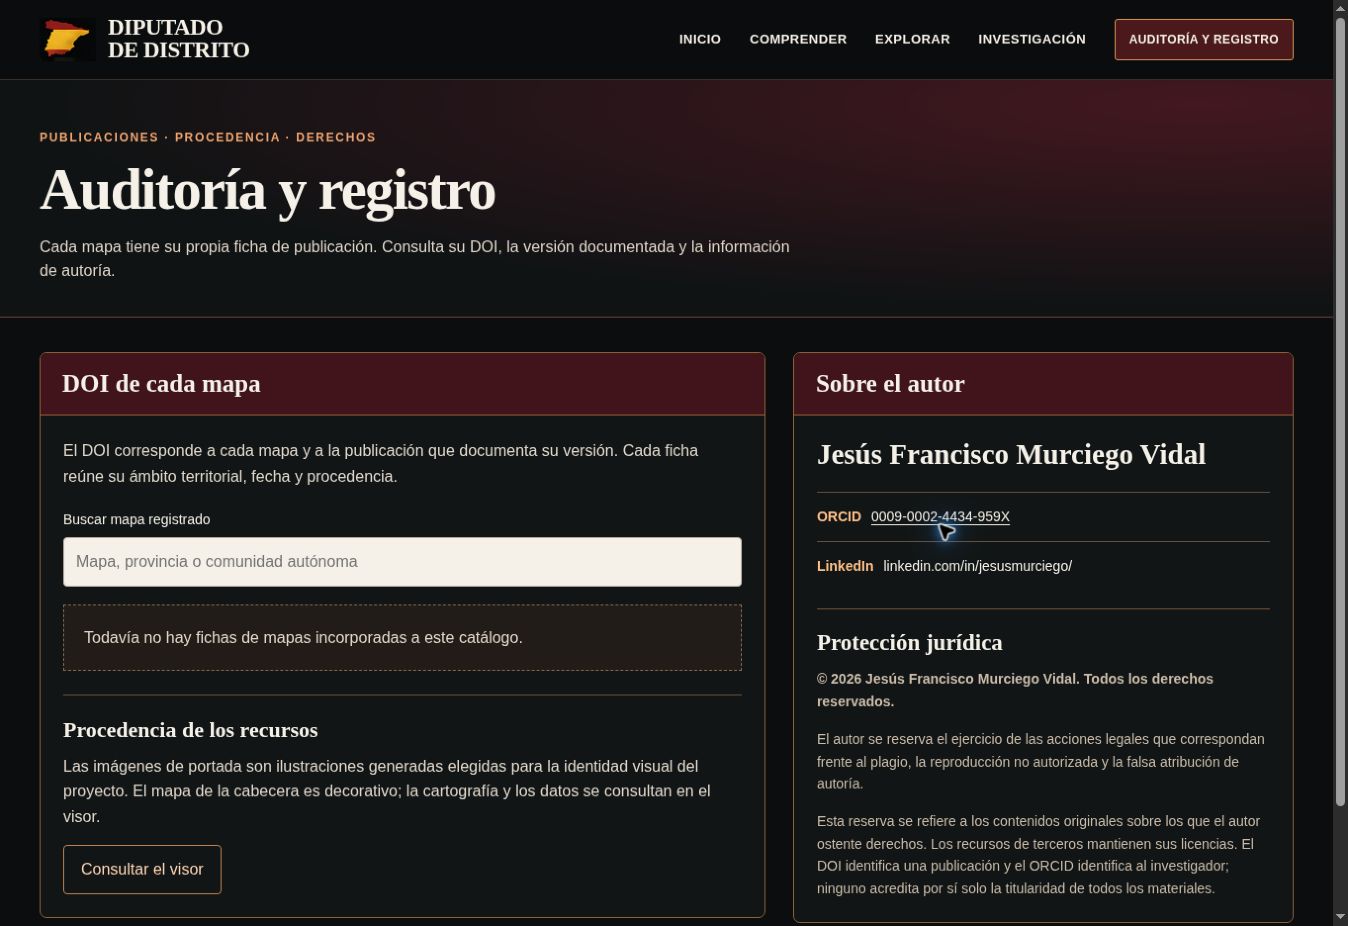 DIPUTADO
DE DISTRITO
INICIO
COMPRENDER
EXPLORAR
INVESTIGACIÓN
AUDITORÍA Y REGISTRO
PUBLICACIONES · PROCEDENCIA · DERECHOS
Auditoría y registro
Cada mapa tiene su propia ficha de publicación. Consulta su DOI, la versión documentada y la información
de autoría.
DOI de cada mapa
El DOI corresponde a cada mapa y a la publicación que documenta su versión. Cada ficha
reúne su ámbito territorial, fecha y procedencia.
Buscar mapa registrado
Mapa, provincia o comunidad autónoma
Todavía no hay fichas de mapas incorporadas a este catálogo.
Procedencia de los recursos
Las imágenes de portada son ilustraciones generadas elegidas para la identidad visual del
proyecto. El mapa de la cabecera es decorativo; la cartografía y los datos se consultan en el
visor.
Consultar el visor
Sobre el autor
Jesús Francisco Murciego Vidal
ORCID 0009-0002-4434-959X
LinkedIn linkedin.com/in/jesusmurciego/
Protección jurídica
© 2026 Jesús Francisco Murciego Vidal. Todos los derechos
reservados.
El autor se reserva el ejercicio de las acciones legales que correspondan
frente al plagio, la reproducción no autorizada y la falsa atribución de
autoría.
Esta reserva se refiere a los contenidos originales sobre los que el autor
ostente derechos. Los recursos de terceros mantienen sus licencias. El
DOI identifica una publicación y el ORCID identifica al investigador;
ninguno acredita por sí solo la titularidad de todos los materiales.